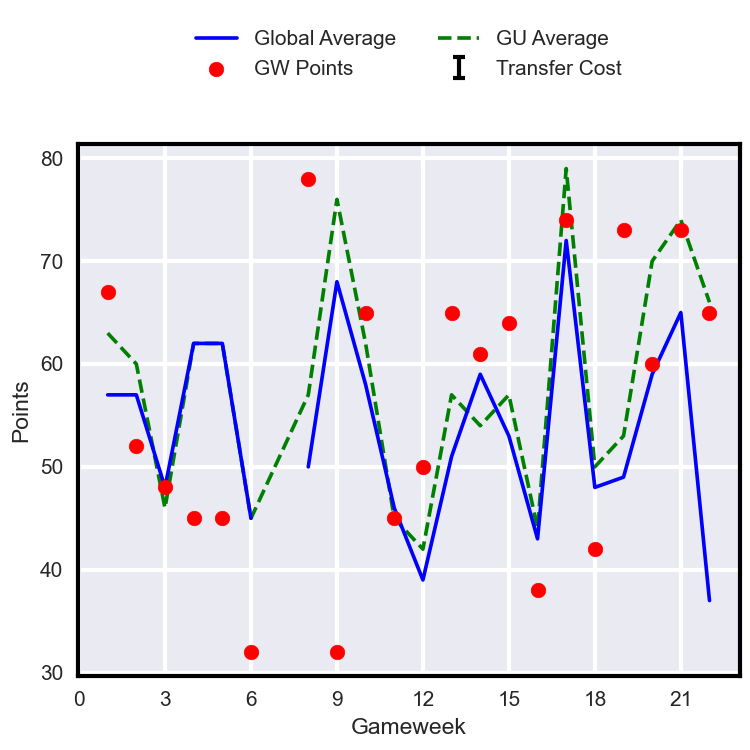 Global Average
GU Average
GW Points
Transfer Cost
80
70
60
50
40
30
Points
0 3 6 9 12 15 18 21
Gameweek